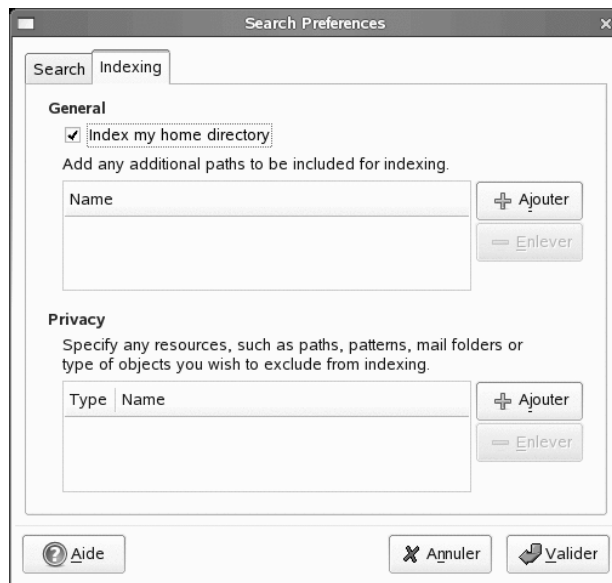 Search Preferences
Search Indexing
General
Index my home directory
Add any additional paths to be included for indexing.
Name
Ajouter
Enlever
Privacy
Specify any resources, such as paths, patterns, mail folders or
type of objects you wish to exclude from indexing.
Type Name
Ajouter
Enlever
Aide Annuler Valider